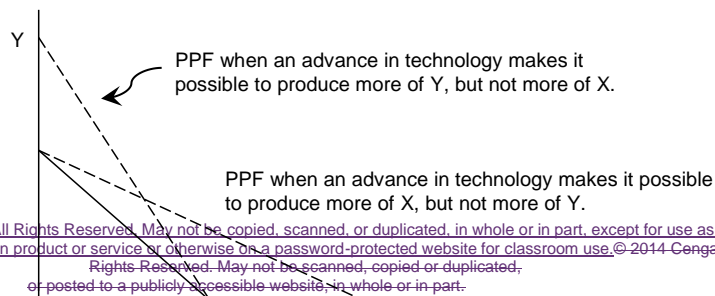 Y
PPF when an advance in technology makes it
possible to produce more of Y, but not more of X.
PPF when an advance in technology makes it possible
to produce more of X, but not more of Y.
ll Rights Reserved. May not be copied, scanned, or duplicated, in whole or in part, except for use as
n product or service or otherwise on a password-protected website for classroom use.© 2014 Cenga
Rights Reserved. May not be scanned, copied or duplicated,
or posted to a publicly accessible website, in whole or in part.